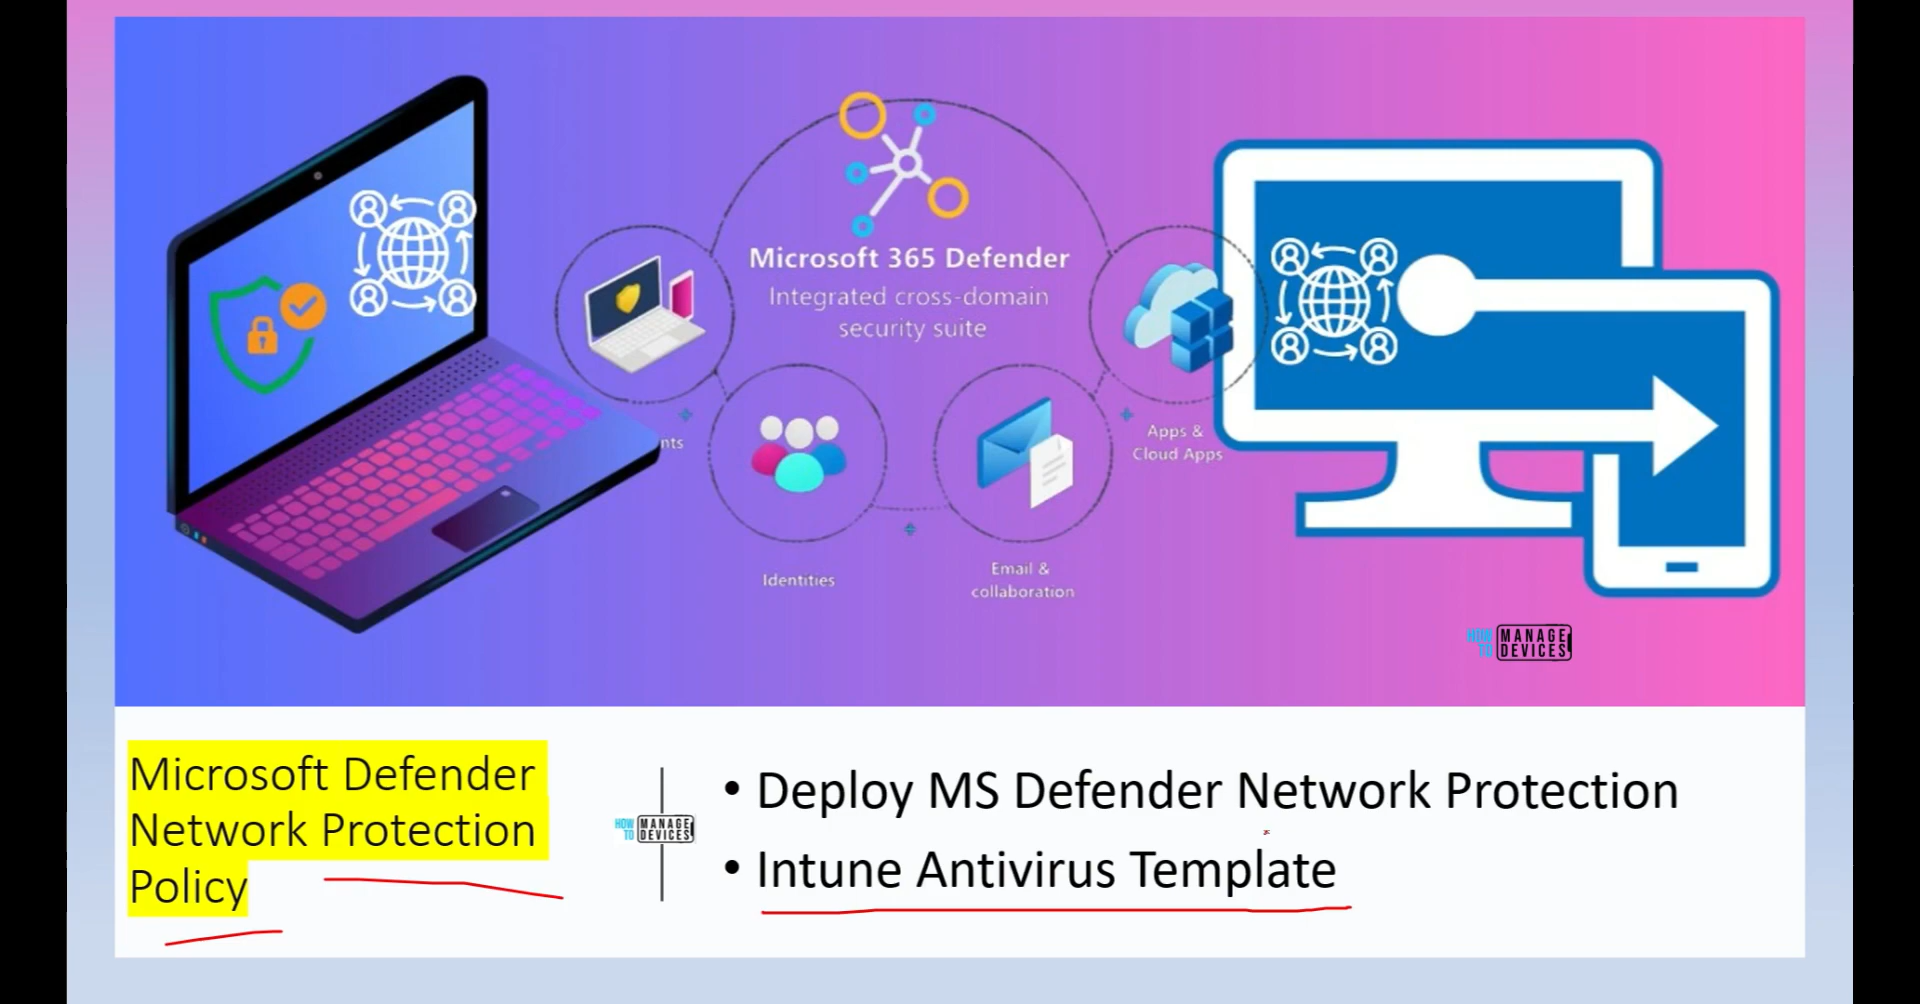 Microsoft 365 Defender
Integrated cross-domain
security suite
nts
Identities
Email &
collaboration
Apps &
Cloud Apps
HOW TO MANAGE DEVICES
Microsoft Defender
Network Protection
Policy
HOW TO MANAGE DEVICES
• Deploy MS Defender Network Protection
• Intune Antivirus Template